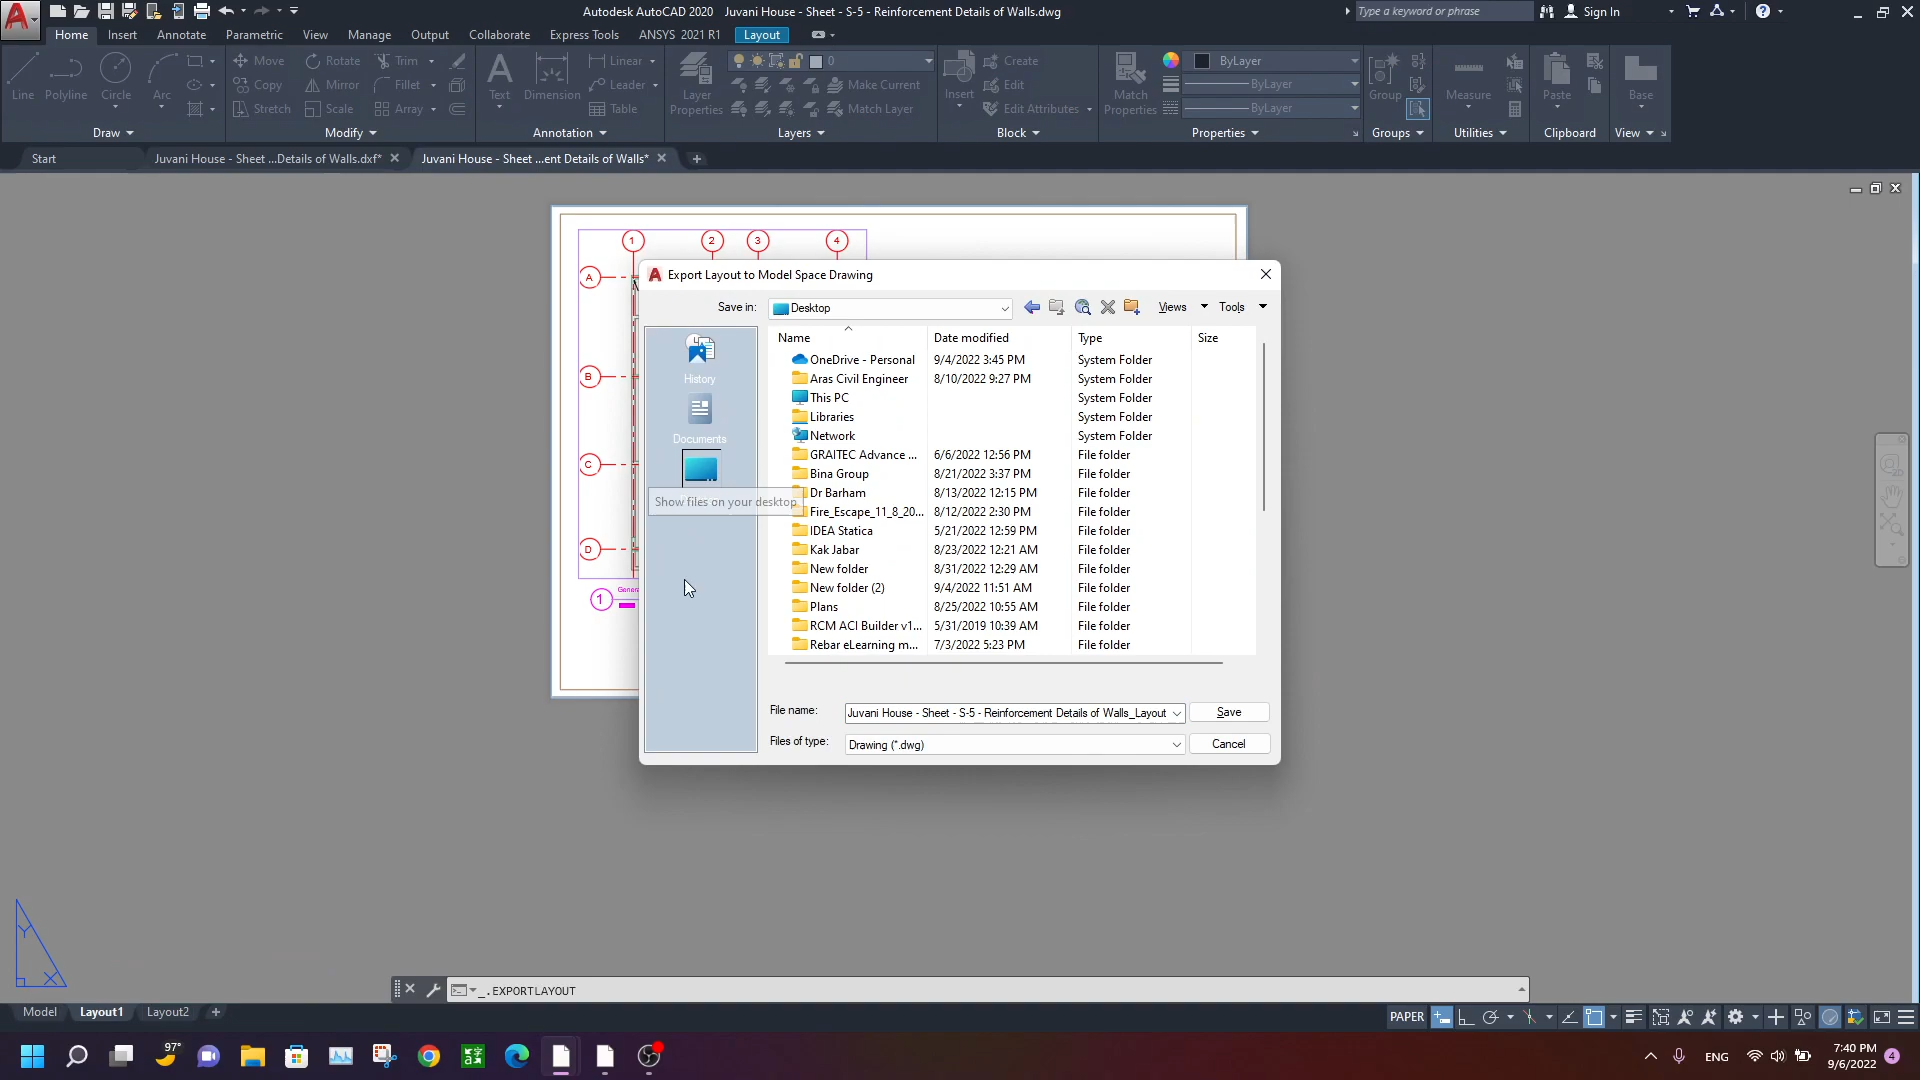 Autodesk AutoCAD 2020 Juvani House - Sheet - S-5 - Reinforcement Details of Walls.dwg
Type a keyword or phrase
Sign In
Home Insert Annotate Parametric View Manage Output Collaborate Express Tools ANSYS 2021 R1 Layout
Line Polyline Circle Arc
Move Rotate Trim
Copy Mirror Fillet
Stretch Scale Array
Text Dimension
Linear
Leader
Table
Layer
Properties
0
Make Current
Match Layer
Insert
Create
Edit
Edit Attributes
Match
Properties
ByLayer
ByLayer
ByLayer
Group Measure Paste Base
Draw Modify Annotation Layers Block Properties Groups Utilities Clipboard View
Start Juvani House - Sheet ...Details of Walls.dxf* Juvani House - Sheet ...ent Details of Walls*
1 2 3 4
A
B
C
D
1
Genera
Export Layout to Model Space Drawing
Save in: Desktop Views Tools
History
Documents
Show files on your desktop
Name Date modified Type Size
OneDrive - Personal 9/4/2022 3:45 PM System Folder
Aras Civil Engineer 8/10/2022 9:27 PM System Folder
This PC System Folder
Libraries System Folder
Network System Folder
GRAITEC Advance ... 6/6/2022 12:56 PM File folder
Bina Group 8/21/2022 3:37 PM File folder
Dr Barham 8/13/2022 12:15 PM File folder
Fire_Escape_11_8_20... 8/12/2022 2:30 PM File folder
IDEA Statica 5/21/2022 12:59 PM File folder
Kak Jabar 8/23/2022 12:21 AM File folder
New folder 8/31/2022 12:29 AM File folder
New folder (2) 9/4/2022 11:51 AM File folder
Plans 8/25/2022 10:55 AM File folder
RCM ACI Builder v1... 5/31/2019 10:39 AM File folder
Rebar eLearning m... 7/3/2022 5:23 PM File folder
File name: Juvani House - Sheet - S-5 - Reinforcement Details of Walls_Layout Save
Files of type: Drawing (*.dwg) Cancel
Y
X
_.EXPORTLAYOUT
Model Layout1 Layout2
PAPER
97°
ENG
7:40 PM
9/6/2022
4